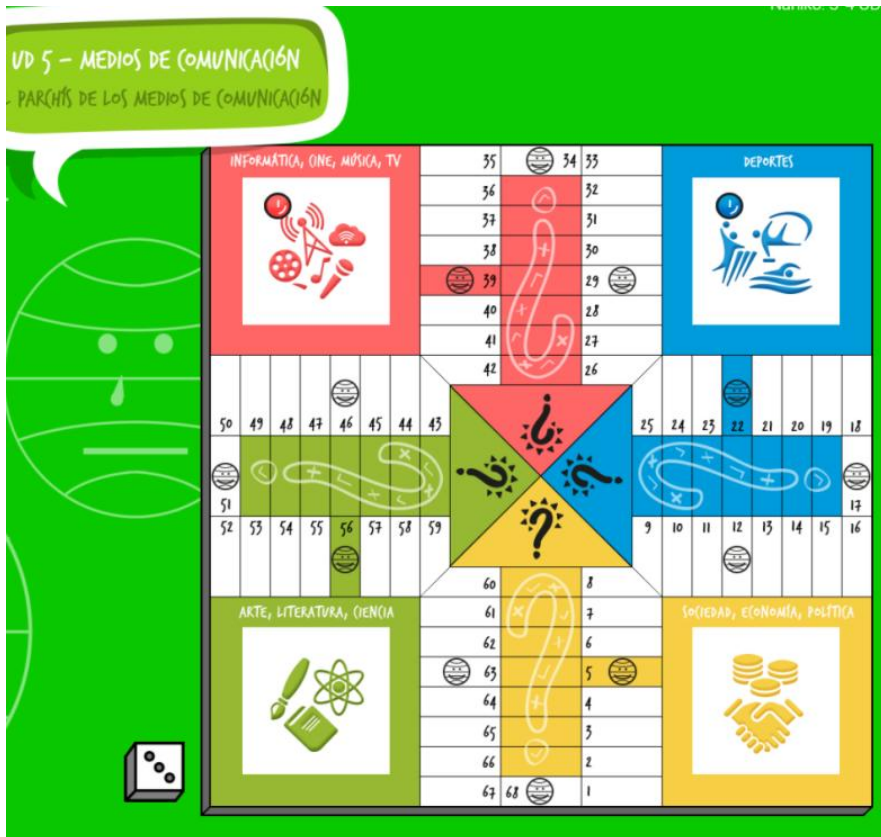 UD 5 – MEDIOS DE COMUNICACIÓN
PARCHÍS DE LOS MEDIOS DE COMUNICACIÓN
INFORMÁTICA, CINE, MÚSICA, TV
35 34 33
DEPORTES
36 32
37 31
38 30
39 29
40 28
41 27
42 26
50 49 48 47 46 45 44 43
25 24 23 22 21 20 19 18
¿
¿ ?
?
51 17
52 53 54 55 56 57 58 59
9 10 11 12 13 14 15 16
60 8
ARTE, LITERATURA, CIENCIA
61 7
SOCIEDAD, ECONOMÍA, POLÍTICA
62 6
63 5
64 4
65 3
66 2
67 68 1